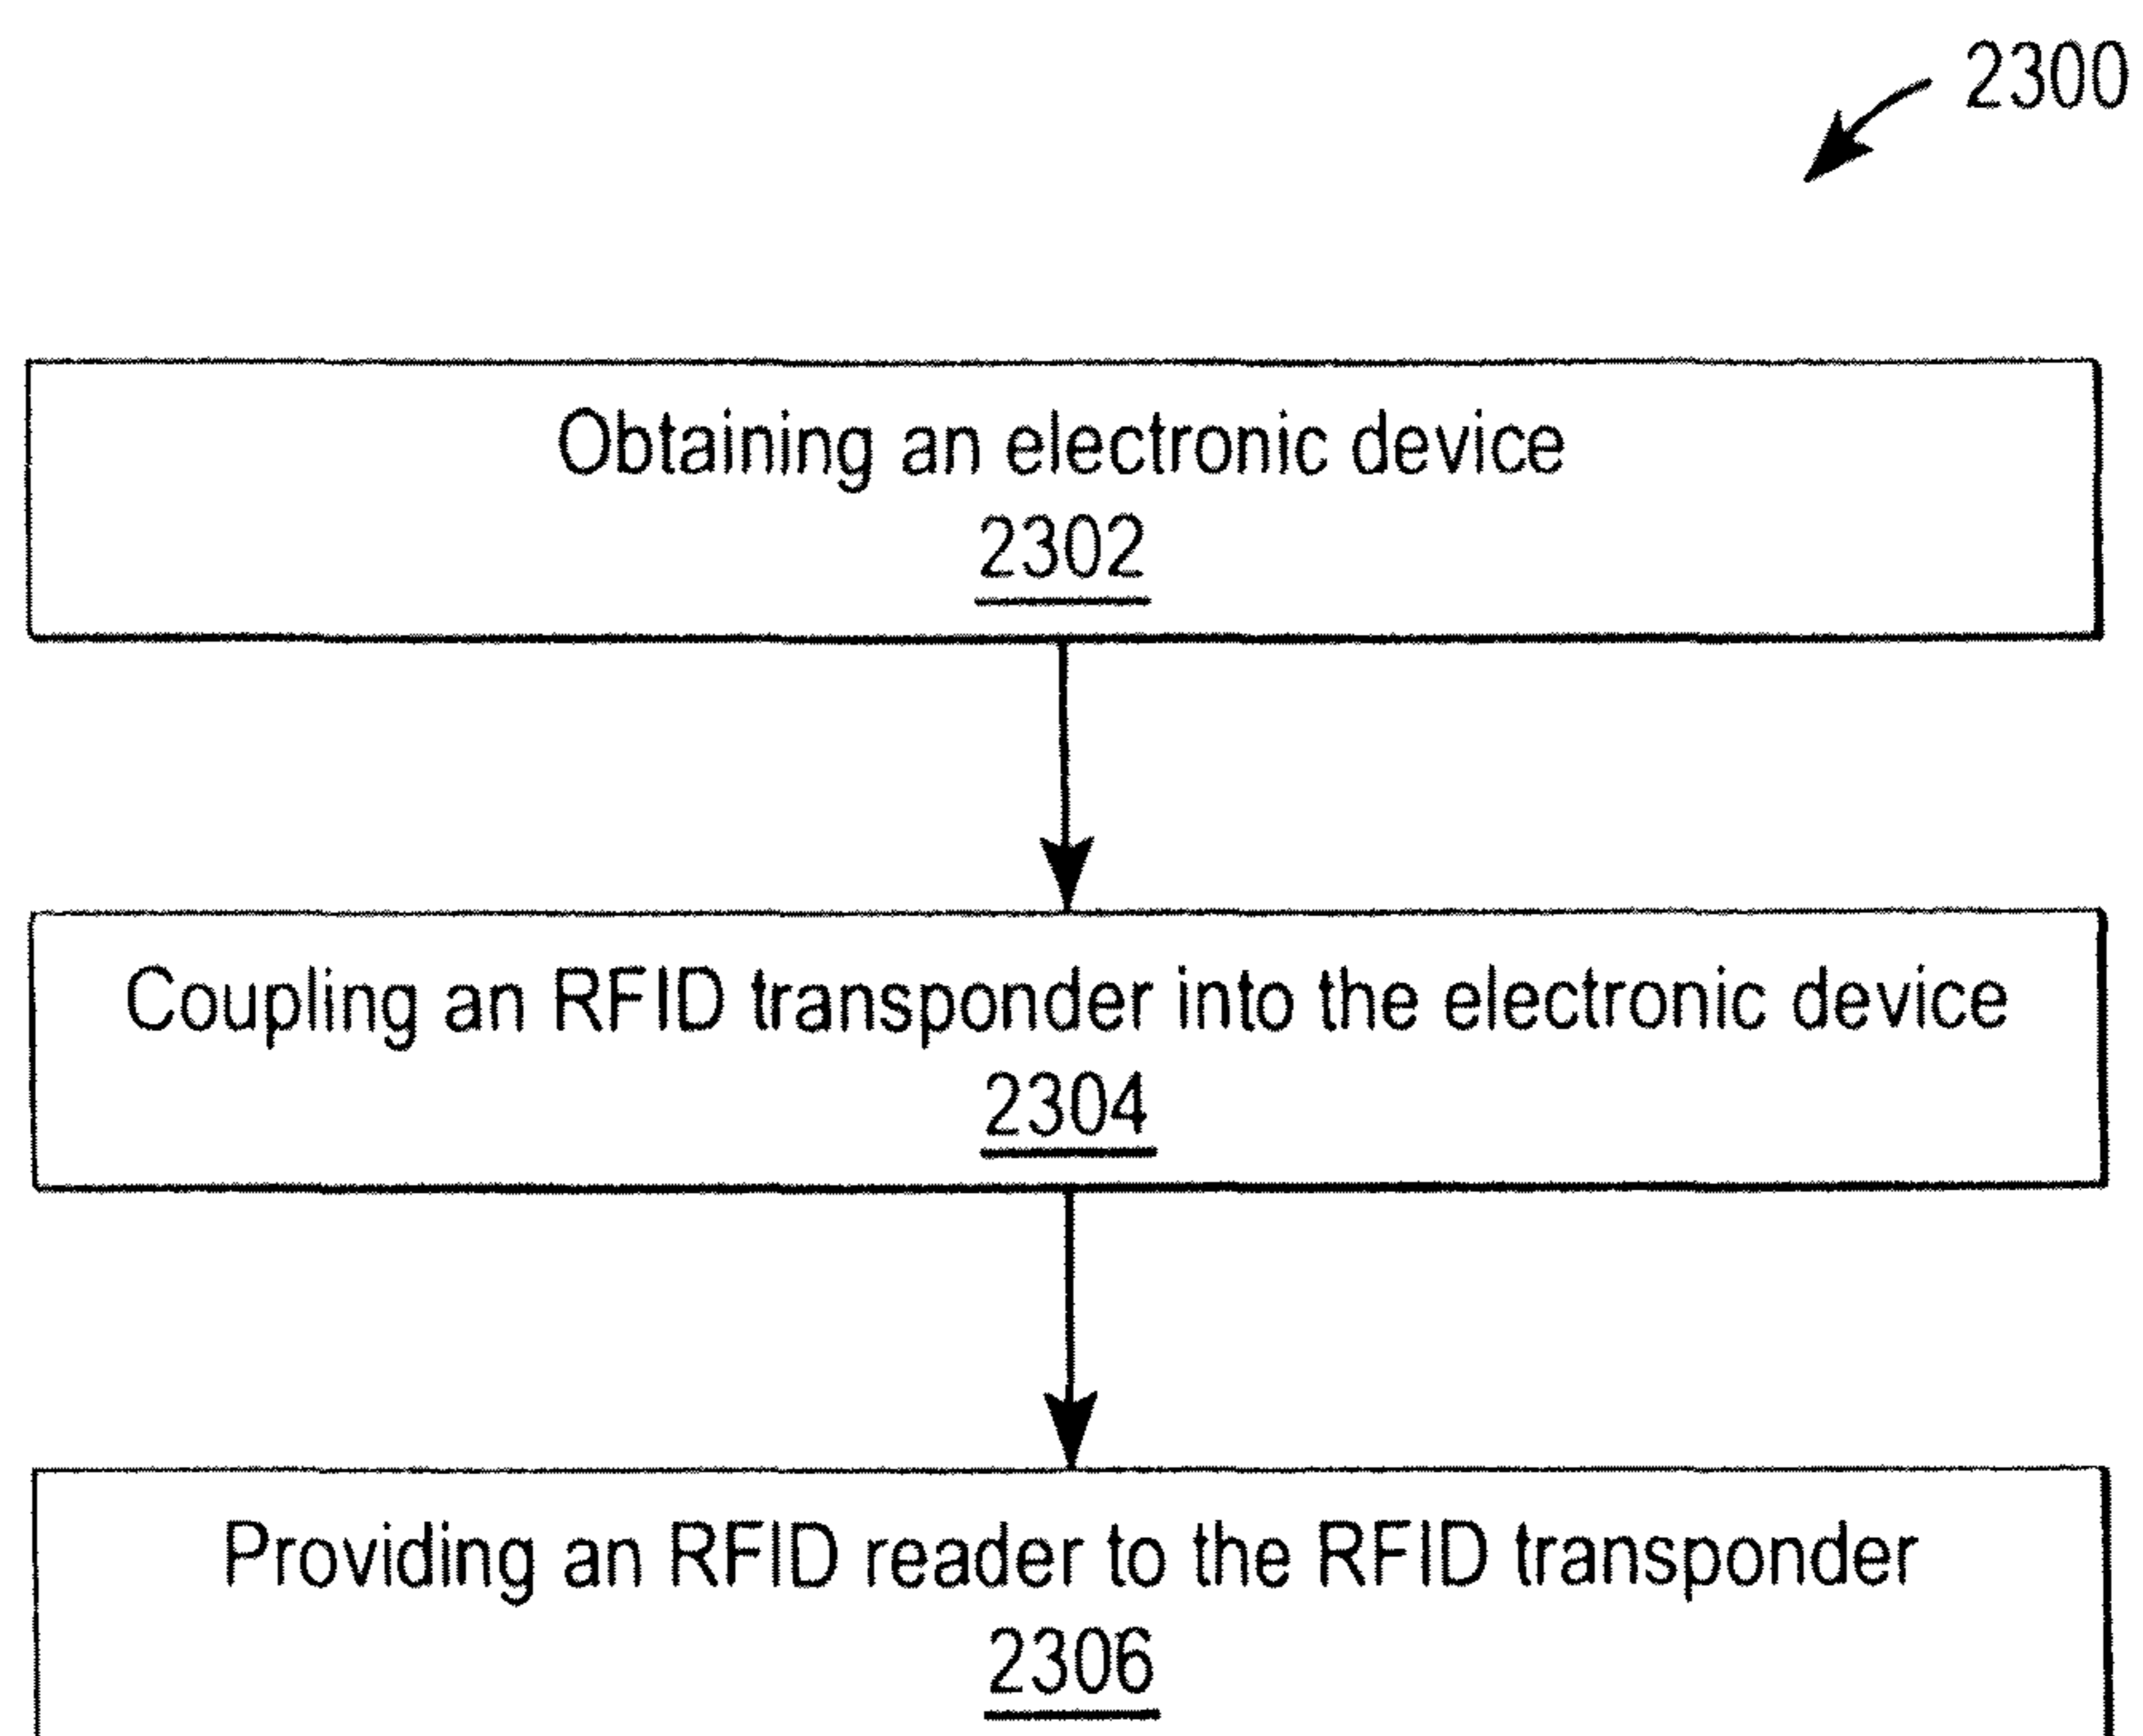 2300
Obtaining an electronic device
2302
Coupling an RFID transponder into the electronic device
2304
Providing an RFID reader to the RFID transponder
2306